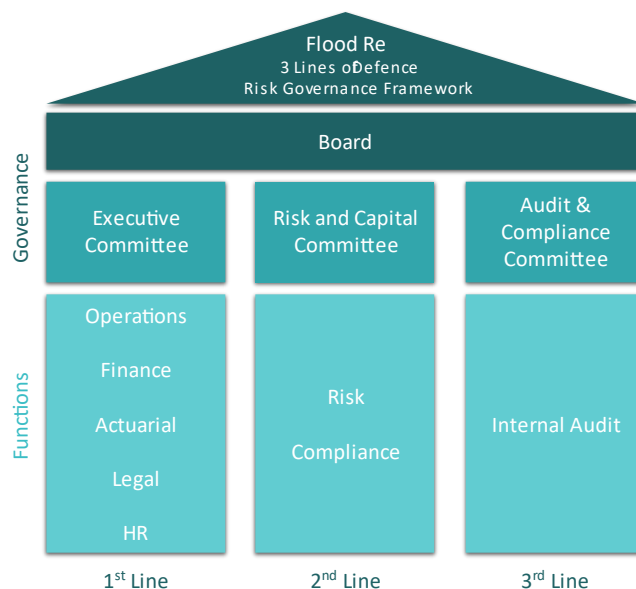 Flood Re
3 Lines of Defence
Risk Governance Framework
Board
Governance
Executive
Committee
Risk and Capital
Committee
Audit &
Compliance
Committee
Functions
Operations
Finance
Actuarial
Legal
HR
Risk
Compliance
Internal Audit
1st Line
2nd Line
3rd Line